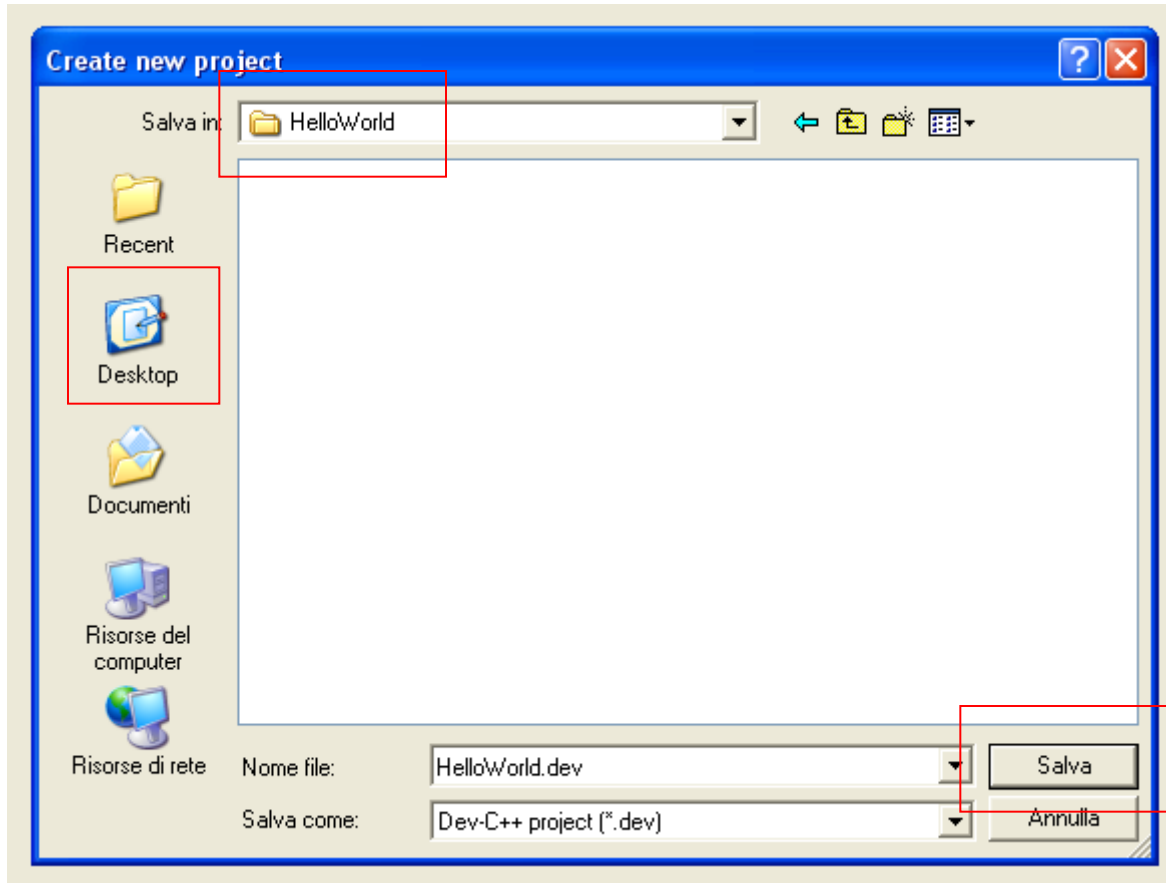 Create new project
Salva in:
HelloWorld
Recent
Desktop
Documenti
Risorse del
computer
Risorse di rete
Nome file:
HelloWorld.dev
Salva
Salva come:
Dev-C++ project (*.dev)
Annulla